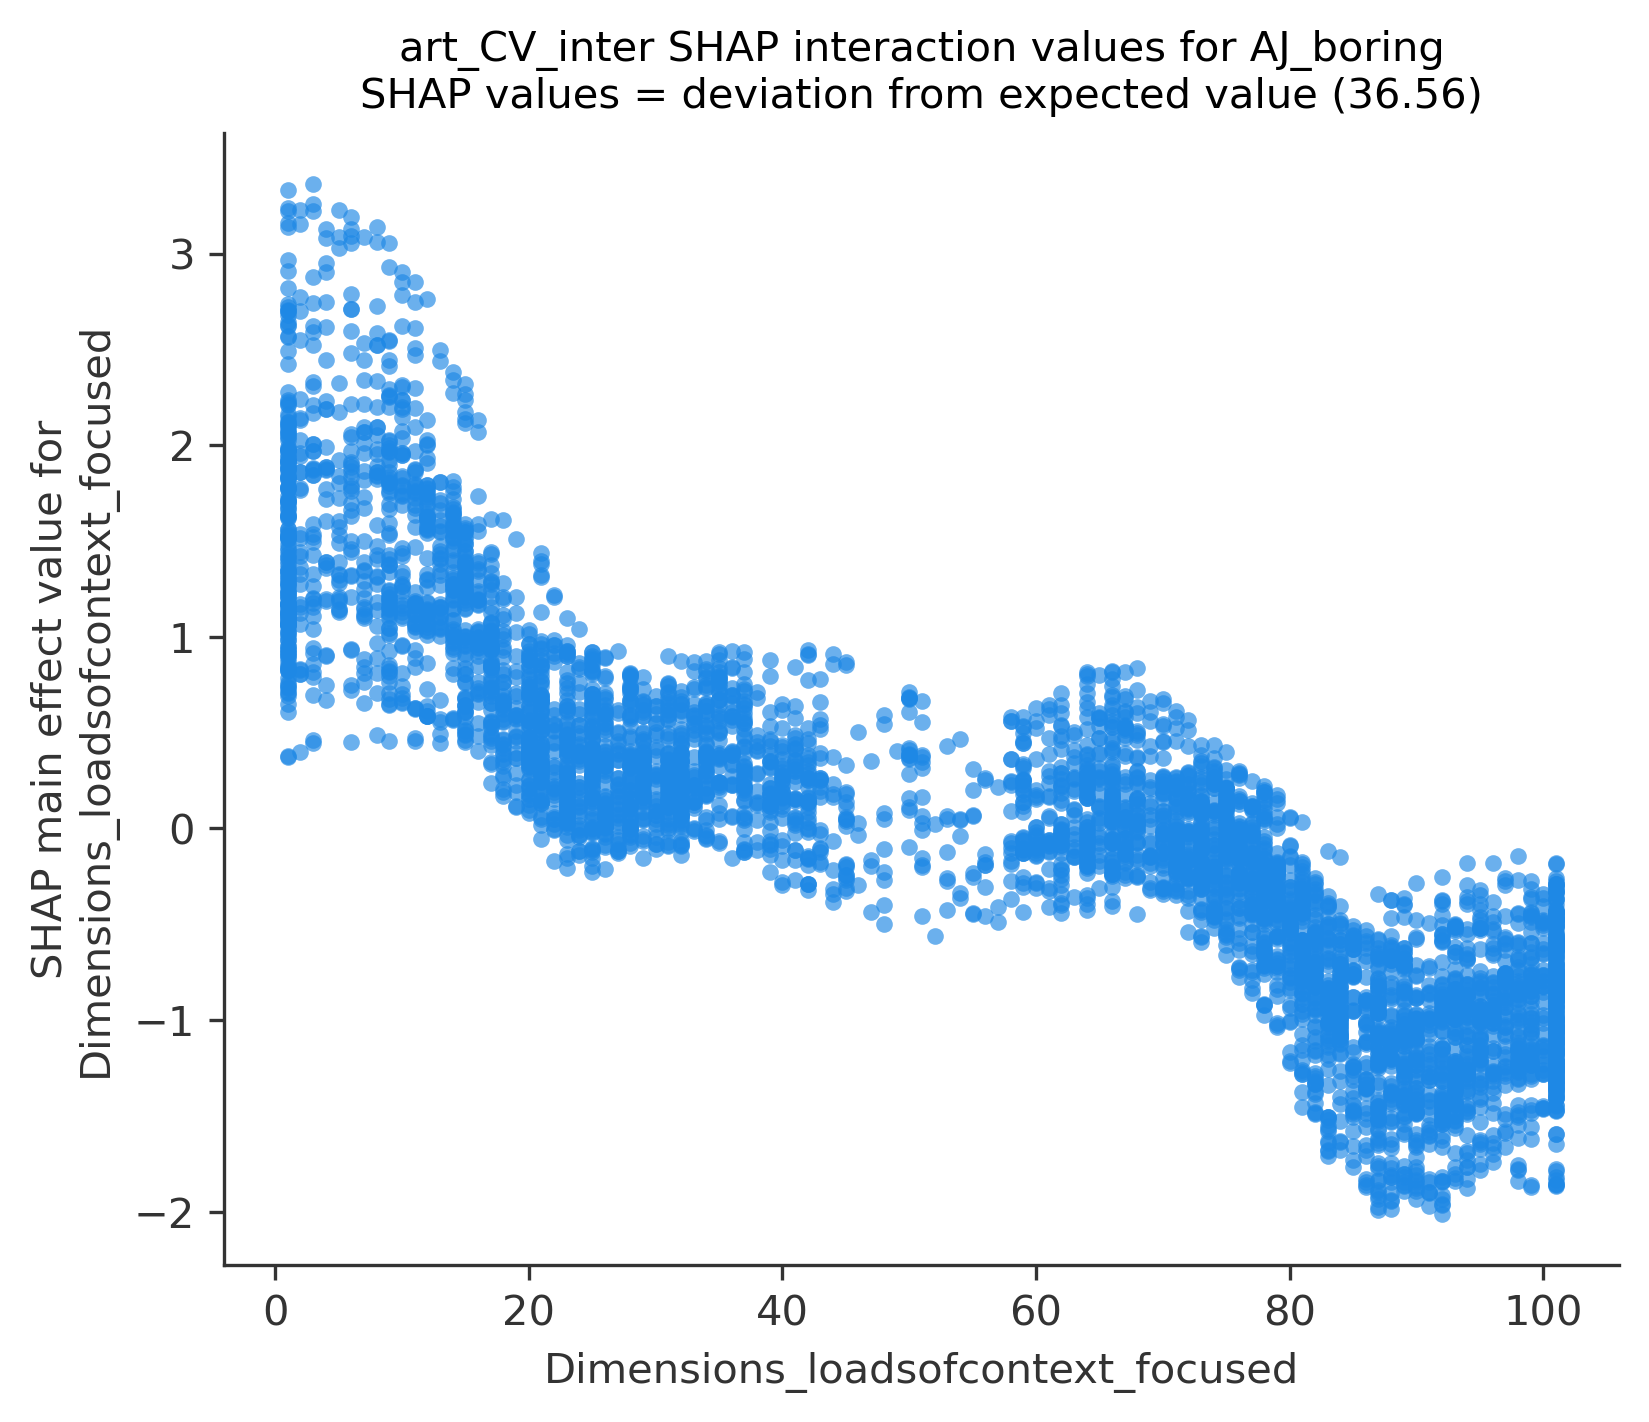 art_CV_inter SHAP interaction values for AJ_boring
SHAP values = deviation from expected value (36.56)
SHAP main effect value for
Dimensions_loadsofcontext_focused
3
2
1
0
−1
−2
0 20 40 60 80 100
Dimensions_loadsofcontext_focused